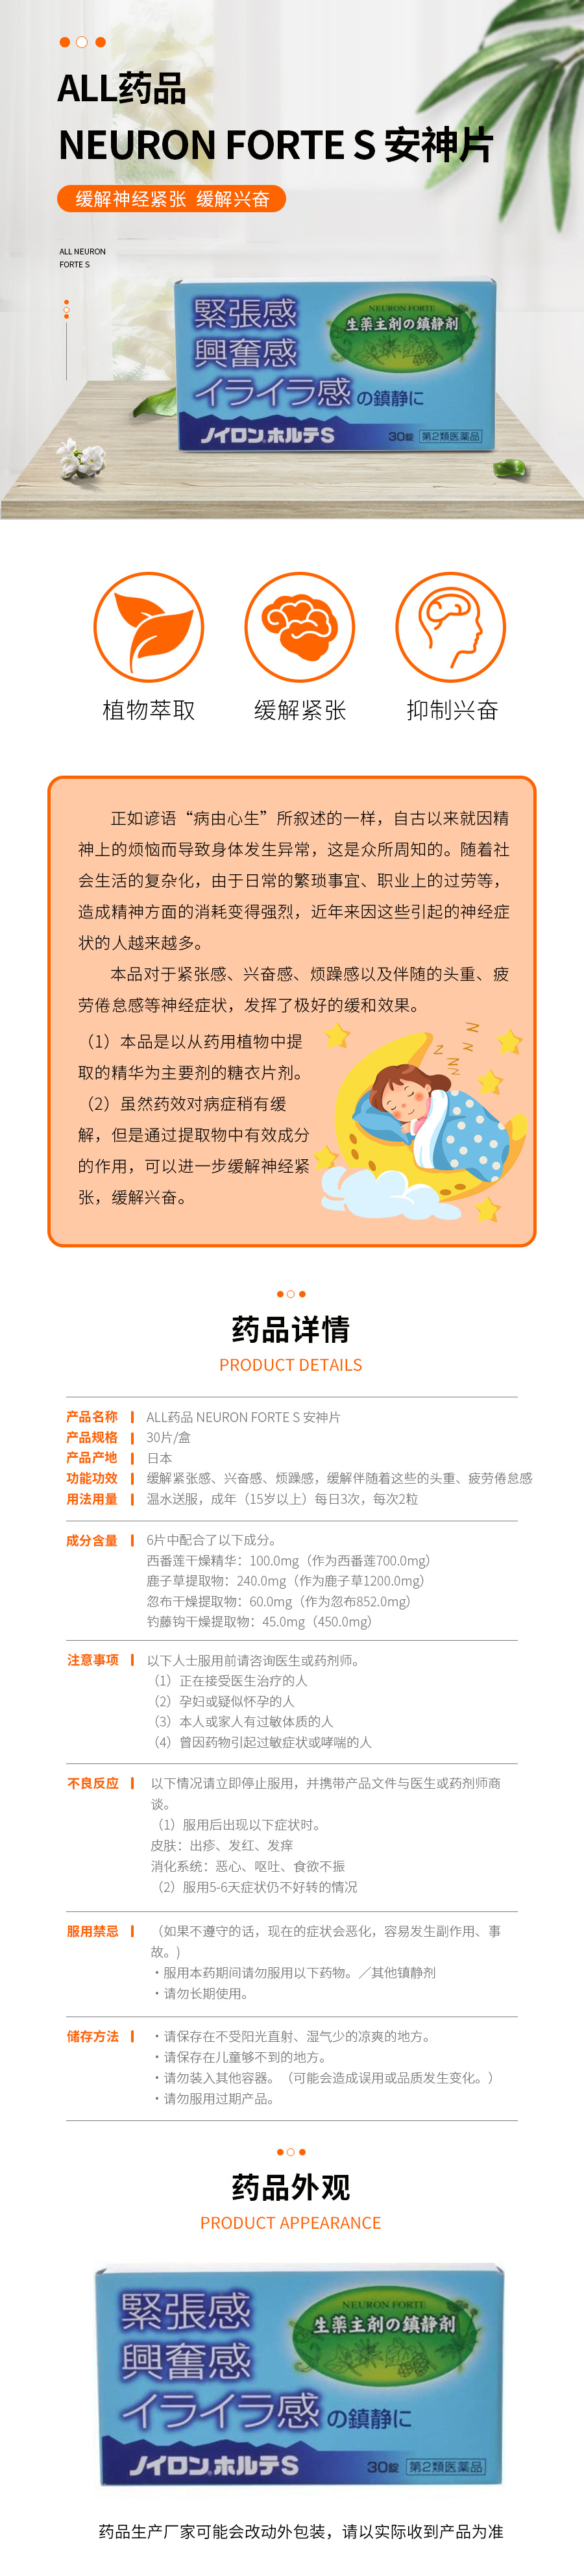 ALL药品
NEURON FORTE S 安神片
缓解神经紧张 缓解兴奋
ALL NEURON
FORTE S
緊張感
興奮感
イライラ感の鎮静に
NEURON FORTE
生薬主剤の鎮静剤
ノイロンホルテS
30錠 第2類医薬品
植物萃取
缓解紧张
抑制兴奋
正如谚语“病由心生”所叙述的一样，自古以来就因精
神上的烦恼而导致身体发生异常，这是众所周知的。随着社
会生活的复杂化，由于日常的繁琐事宜、职业上的过劳等，
造成精神方面的消耗变得强烈，近年来因这些引起的神经症
状的人越来越多。
本品对于紧张感、兴奋感、烦躁感以及伴随的头重、疲
劳倦怠感等神经症状，发挥了极好的缓和效果。
（1）本品是以从药用植物中提
取的精华为主要剂的糖衣片剂。
（2）虽然药效对病症稍有缓
解，但是通过提取物中有效成分
的作用，可以进一步缓解神经紧
张，缓解兴奋。
药品详情
PRODUCT DETAILS
产品名称 ALL药品 NEURON FORTE S 安神片
产品规格 30片/盒
产品产地 日本
功能功效 缓解紧张感、兴奋感、烦躁感，缓解伴随着这些的头重、疲劳倦怠感
用法用量 温水送服，成年（15岁以上）每日3次，每次2粒
成分含量 6片中配合了以下成分。
西番莲干燥精华：100.0mg（作为西番莲700.0mg）
鹿子草提取物：240.0mg（作为鹿子草1200.0mg）
忽布干燥提取物：60.0mg（作为忽布852.0mg）
钓藤钩干燥提取物：45.0mg（450.0mg）
注意事项 以下人士服用前请咨询医生或药剂师。
（1）正在接受医生治疗的人
（2）孕妇或疑似怀孕的人
（3）本人或家人有过敏体质的人
（4）曾因药物引起过敏症状或哮喘的人
不良反应 以下情况请立即停止服用，并携带产品文件与医生或药剂师商
谈。
（1）服用后出现以下症状时。
皮肤：出疹、发红、发痒
消化系统：恶心、呕吐、食欲不振
（2）服用5-6天症状仍不好转的情况
服用禁忌 （如果不遵守的话，现在的症状会恶化，容易发生副作用、事
故。)
・服用本药期间请勿服用以下药物。／其他镇静剂
・请勿长期使用。
储存方法 ・请保存在不受阳光直射、湿气少的凉爽的地方。
・请保存在儿童够不到的地方。
・请勿装入其他容器。（可能会造成误用或品质发生变化。）
・请勿服用过期产品。
药品外观
PRODUCT APPEARANCE
緊張感
興奮感
イライラ感の鎮静に
NEURON FORTE
生薬主剤の鎮静剤
ノイロンホルテS
30錠 第2類医薬品
药品生产厂家可能会改动外包装，请以实际收到产品为准